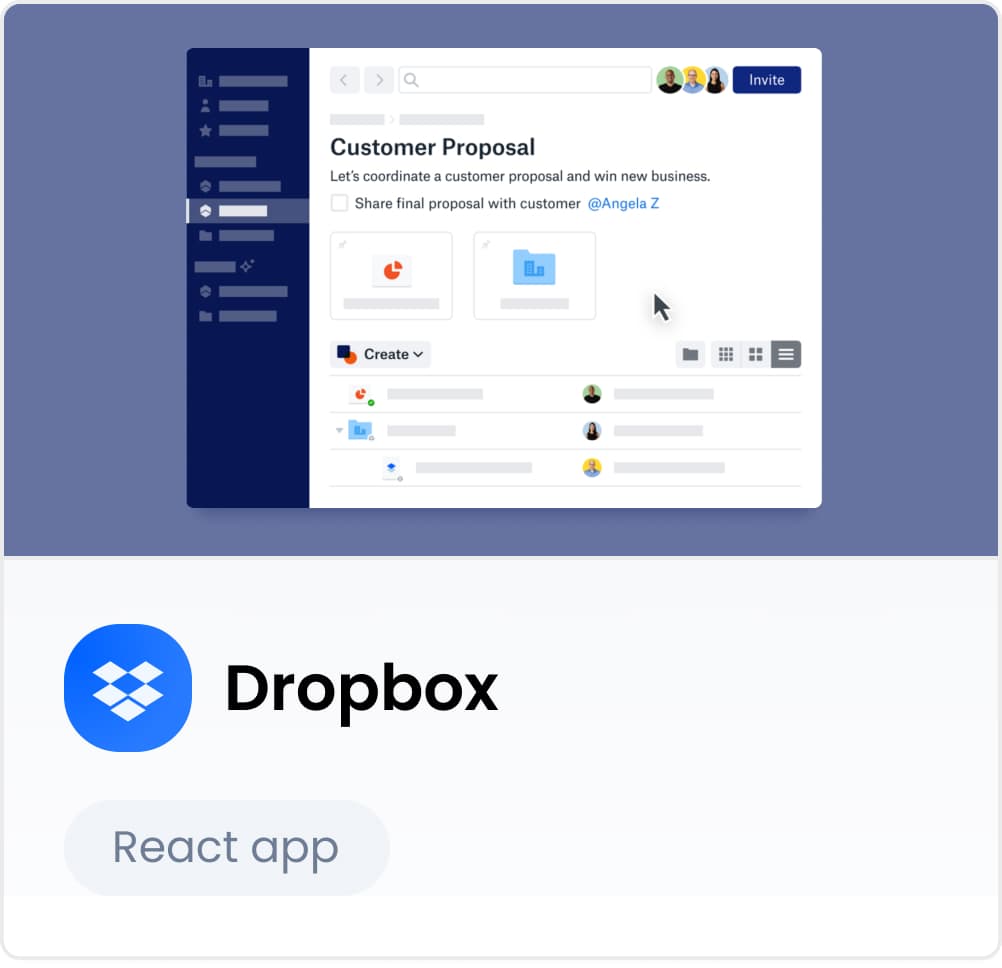 Invite
Customer Proposal
Let's coordinate a customer proposal and win new business.
Share final proposal with customer @Angela Z
Create
Dropbox
React app